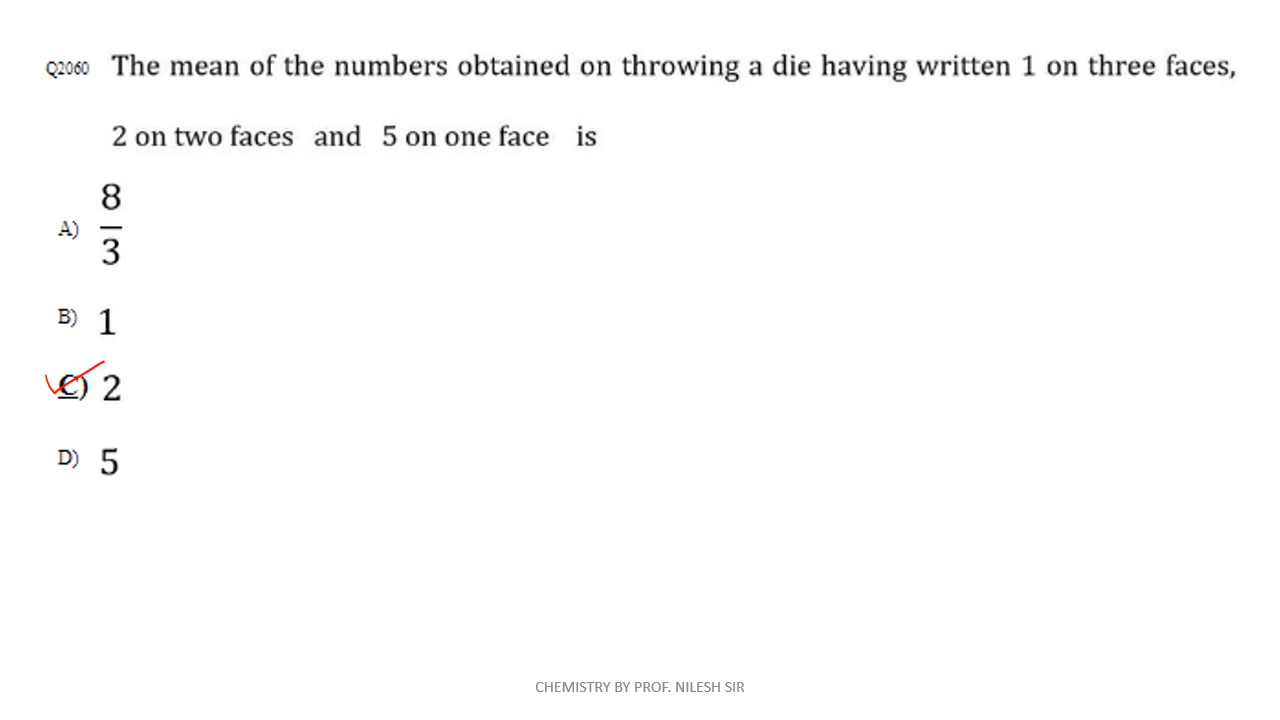 Q2060 The mean of the numbers obtained on throwing a die having written 1 on three faces,
2 on two faces and 5 on one face is
A) 8/3
B) 1
C) 2
D) 5
CHEMISTRY BY PROF. NILESH SIR